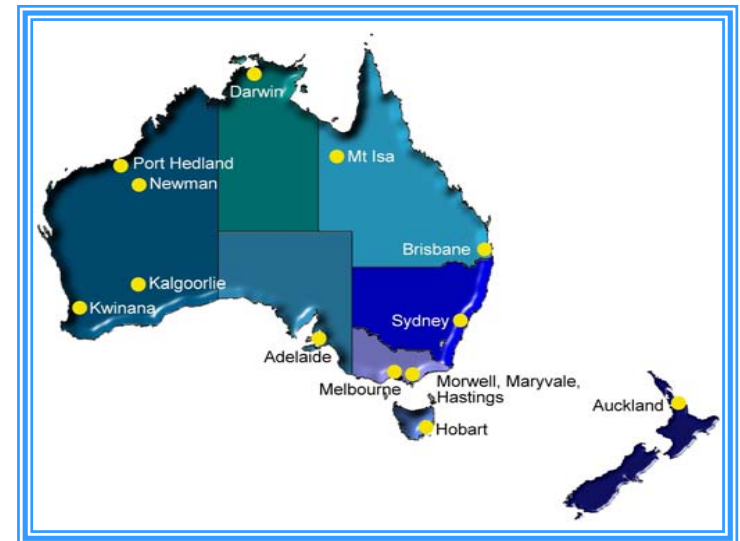 Darwin
Mt Isa
Port Hedland
Newman
Brisbane
Kalgoorlie
Kwinana
Sydney
Adelaide
Melbourne
Morwell, Maryvale,
Hastings
Auckland
Hobart